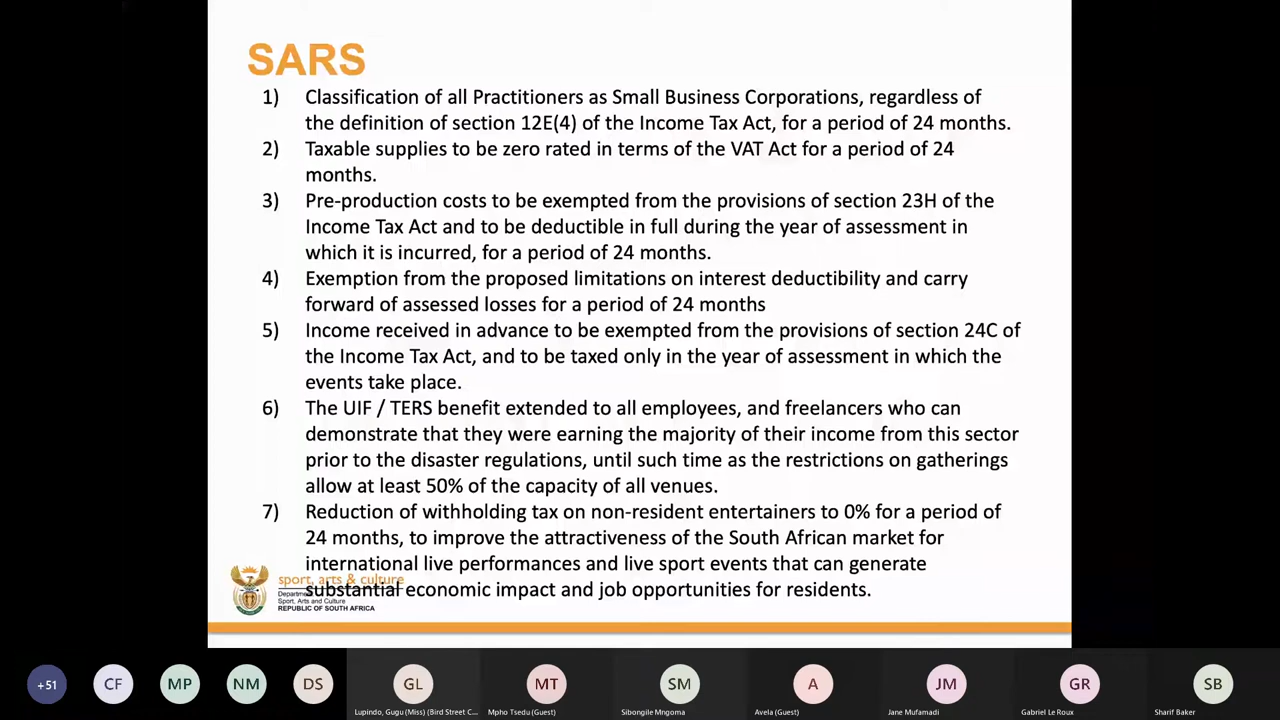 SARS
1) Classification of all Practitioners as Small Business Corporations, regardless of
the definition of section 12E(4) of the Income Tax Act, for a period of 24 months.
2) Taxable supplies to be zero rated in terms of the VAT Act for a period of 24
months.
3) Pre-production costs to be exempted from the provisions of section 23H of the
Income Tax Act and to be deductible in full during the year of assessment in
which it is incurred, for a period of 24 months.
4) Exemption from the proposed limitations on interest deductibility and carry
forward of assessed losses for a period of 24 months
5) Income received in advance to be exempted from the provisions of section 24C of
the Income Tax Act, and to be taxed only in the year of assessment in which the
events take place.
6) The UIF / TERS benefit extended to all employees, and freelancers who can
demonstrate that they were earning the majority of their income from this sector
prior to the disaster regulations, until such time as the restrictions on gatherings
allow at least 50% of the capacity of all venues.
7) Reduction of withholding tax on non-resident entertainers to 0% for a period of
24 months, to improve the attractiveness of the South African market for
international live performances and live sport events that can generate
substantial economic impact and job opportunities for residents.
sport, arts & culture
Sport, Arts and Culture
REPUBLIC OF SOUTH AFRICA
+51 CF MP NM DS GL MT SM A JM GR SB
Lupindo, Gugu (Miss) (Bird Street C... Mpho Tsedu (Guest) Sibongile Mngoma Avela (Guest) Jane Mufamadi Gabriel Le Roux Sharif Baker